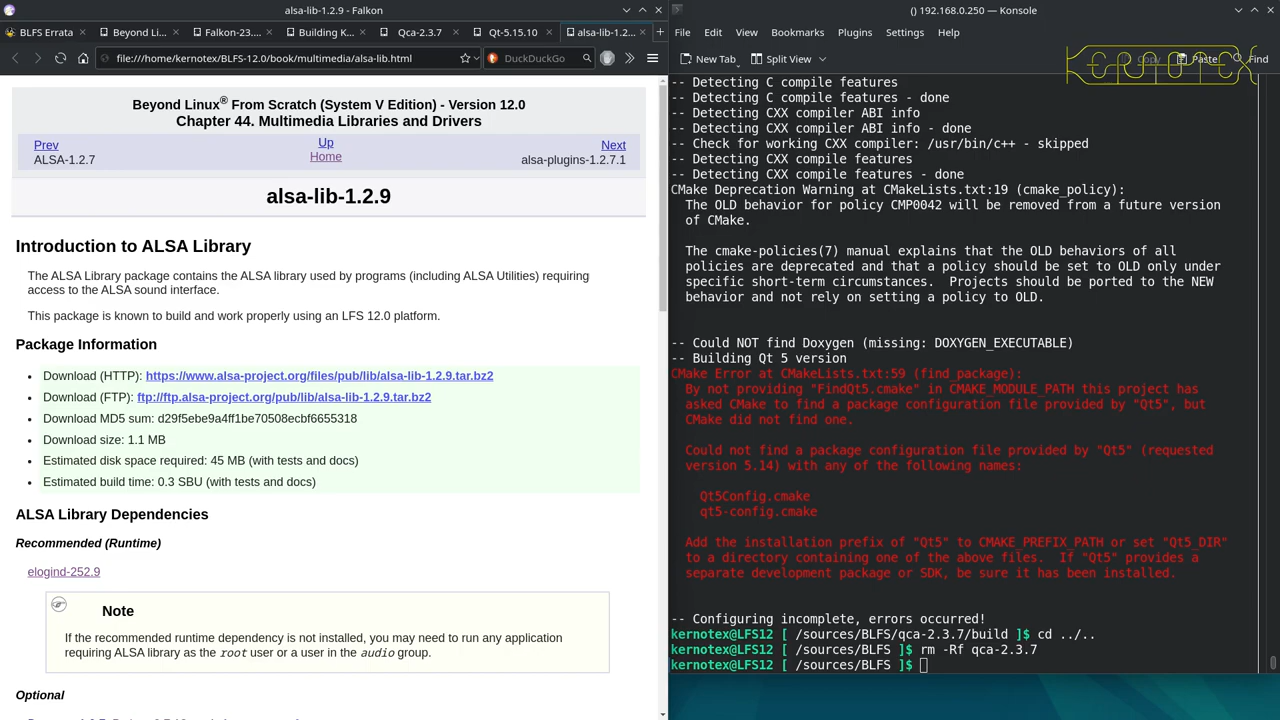 alsa-lib-1.2.9 - Falkon
BLFS Errata
Beyond Li...
Falkon-23....
Building K...
Qca-2.3.7
Qt-5.15.10
alsa-lib-1.2...
file:///home/kernotex/BLFS-12.0/book/multimedia/alsa-lib.html
DuckDuckGo
Beyond Linux® From Scratch (System V Edition) - Version 12.0
Chapter 44. Multimedia Libraries and Drivers
Prev
Up
Next
ALSA-1.2.7
Home
alsa-plugins-1.2.7.1
alsa-lib-1.2.9
Introduction to ALSA Library
The ALSA Library package contains the ALSA library used by programs (including ALSA Utilities) requiring
access to the ALSA sound interface.
This package is known to build and work properly using an LFS 12.0 platform.
Package Information
• Download (HTTP): https://www.alsa-project.org/files/pub/lib/alsa-lib-1.2.9.tar.bz2
• Download (FTP): ftp://ftp.alsa-project.org/pub/lib/alsa-lib-1.2.9.tar.bz2
• Download MD5 sum: d29f5ebe9a4ff1be70508ecbf6655318
• Download size: 1.1 MB
• Estimated disk space required: 45 MB (with tests and docs)
• Estimated build time: 0.3 SBU (with tests and docs)
ALSA Library Dependencies
Recommended (Runtime)
elogind-252.9
Note
If the recommended runtime dependency is not installed, you may need to run any application
requiring ALSA library as the root user or a user in the audio group.
Optional
() 192.168.0.250 — Konsole
File Edit View Bookmarks Plugins Settings Help
New Tab
Split View
Copy
Paste
Find
KERNOTEX
-- Detecting C compile features
-- Detecting C compile features - done
-- Detecting CXX compiler ABI info
-- Detecting CXX compiler ABI info - done
-- Check for working CXX compiler: /usr/bin/c++ - skipped
-- Detecting CXX compile features
-- Detecting CXX compile features - done
CMake Deprecation Warning at CMakeLists.txt:19 (cmake_policy):
The OLD behavior for policy CMP0042 will be removed from a future version
of CMake.
The cmake-policies(7) manual explains that the OLD behaviors of all
policies are deprecated and that a policy should be set to OLD only under
specific short-term circumstances.  Projects should be ported to the NEW
behavior and not rely on setting a policy to OLD.
-- Could NOT find Doxygen (missing: DOXYGEN_EXECUTABLE)
-- Building Qt 5 version
CMake Error at CMakeLists.txt:59 (find_package):
By not providing "FindQt5.cmake" in CMAKE_MODULE_PATH this project has
asked CMake to find a package configuration file provided by "Qt5", but
CMake did not find one.
Could not find a package configuration file provided by "Qt5" (requested
version 5.14) with any of the following names:
Qt5Config.cmake
qt5-config.cmake
Add the installation prefix of "Qt5" to CMAKE_PREFIX_PATH or set "Qt5_DIR"
to a directory containing one of the above files.  If "Qt5" provides a
separate development package or SDK, be sure it has been installed.
-- Configuring incomplete, errors occurred!
kernotex@LFS12 [ /sources/BLFS/qca-2.3.7/build ]$ cd ../..
kernotex@LFS12 [ /sources/BLFS ]$ rm -Rf qca-2.3.7
kernotex@LFS12 [ /sources/BLFS ]$